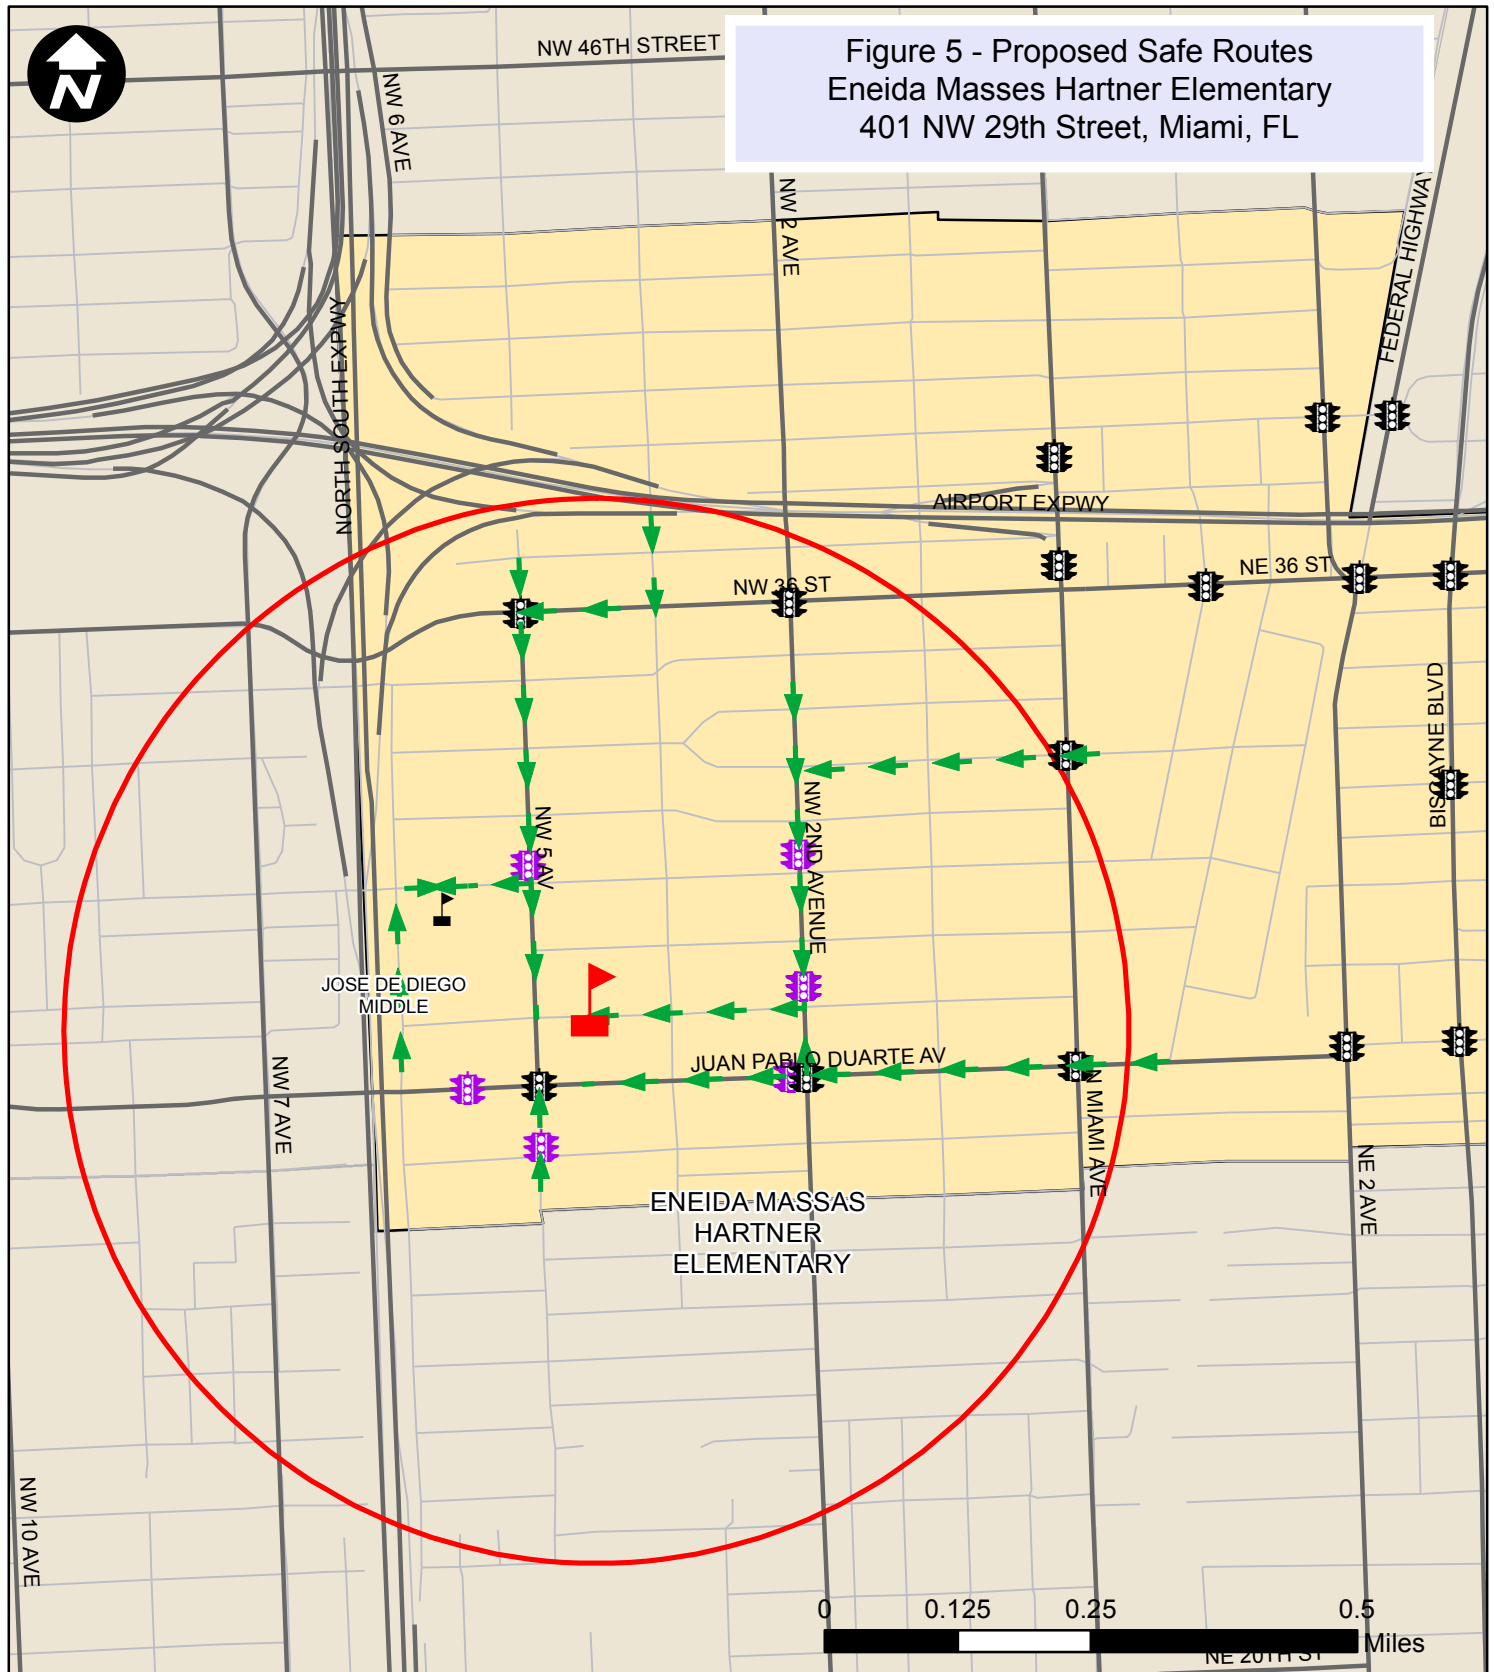 N
Figure 5 - Proposed Safe Routes
Eneida Masses Hartner Elementary
401 NW 29th Street, Miami, FL
NW 46TH STREET
NW 6 AVE
NW 2 AVE
FEDERAL HIGHWAY
NORTH SOUTH EXPWY
AIRPORT EXPWY
NE 36 ST
NW 36 ST
BISCAYNE BLVD
NW 5 AV
NW 2ND AVENUE
JOSE DE DIEGO
MIDDLE
JUAN PABLO DUARTE AV
NW 7 AVE
N MIAMI AVE
NE 2 AVE
ENEIDA MASSAS
HARTNER
ELEMENTARY
NW 10 AVE
0 0.125 0.25 0.5
Miles
NE 20TH ST